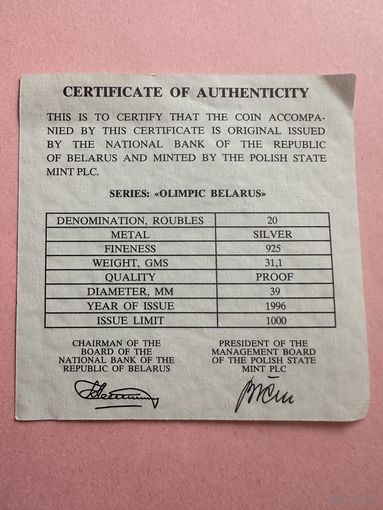 CERTIFICATE OF AUTHENTICITY
THIS IS TO CERTIFY THAT THE COIN ACCOMPA-
NIED BY THIS CERTIFICATE IS ORIGINAL ISSUED
BY THE NATIONAL BANK OF THE REPUBLIC
OF BELARUS AND MINTED BY THE POLISH STATE
MINT PLC.
SERIES: «OLIMPIC BELARUS»
DENOMINATION, ROUBLES 20
METAL SILVER
FINENESS 925
WEIGHT, GMS 31,1
QUALITY PROOF
DIAMETER, MM 39
YEAR OF ISSUE 1996
ISSUE LIMIT 1000
CHAIRMAN OF THE
BOARD OF THE
NATIONAL BANK OF THE
REPUBLIC OF BELARUS
PRESIDENT OF THE
MANAGEMENT BOARD
OF THE POLISH STATE
MINT PLC